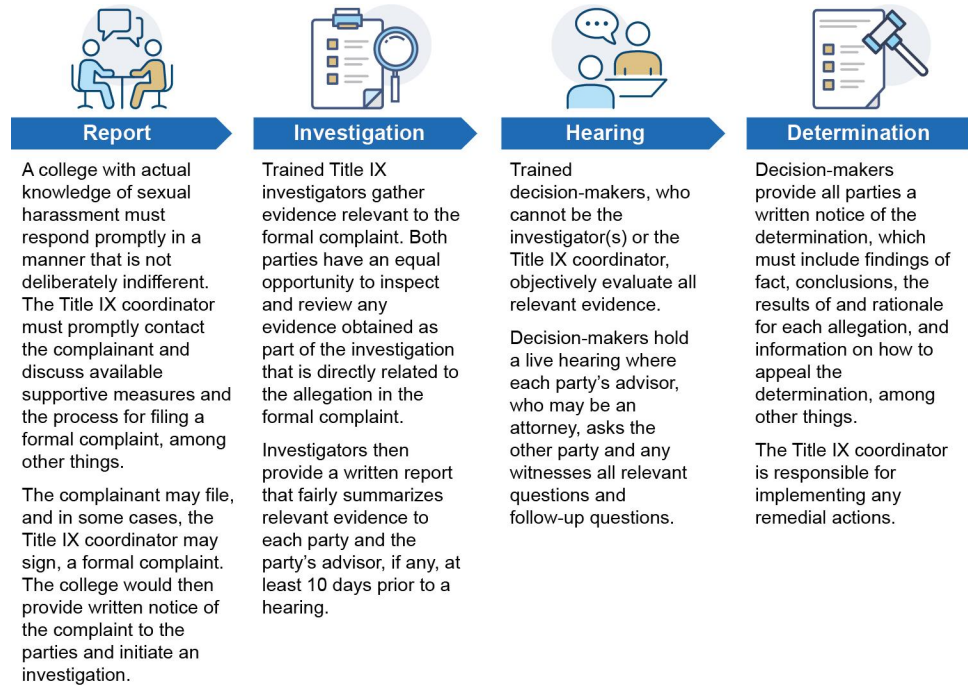 Report
A college with actual
knowledge of sexual
harassment must
respond promptly in a
manner that is not
deliberately indifferent.
The Title IX coordinator
must promptly contact
the complainant and
discuss available
supportive measures and
the process for filing a
formal complaint, among
other things.
The complainant may file,
and in some cases, the
Title IX coordinator may
sign, a formal complaint.
The college would then
provide written notice of
the complaint to the
parties and initiate an
investigation.
Investigation
Trained Title IX
investigators gather
evidence relevant to the
formal complaint. Both
parties have an equal
opportunity to inspect
and review any
evidence obtained as
part of the investigation
that is directly related to
the allegation in the
formal complaint.
Investigators then
provide a written report
that fairly summarizes
relevant evidence to
each party and the
party’s advisor, if any, at
least 10 days prior to a
hearing.
Hearing
Trained
decision-makers, who
cannot be the
investigator(s) or the
Title IX coordinator,
objectively evaluate all
relevant evidence.
Decision-makers hold
a live hearing where
each party’s advisor,
who may be an
attorney, asks the
other party and any
witnesses all relevant
questions and
follow-up questions.
Determination
Decision-makers
provide all parties a
written notice of the
determination, which
must include findings of
fact, conclusions, the
results of and rationale
for each allegation, and
information on how to
appeal the
determination, among
other things.
The Title IX coordinator
is responsible for
implementing any
remedial actions.